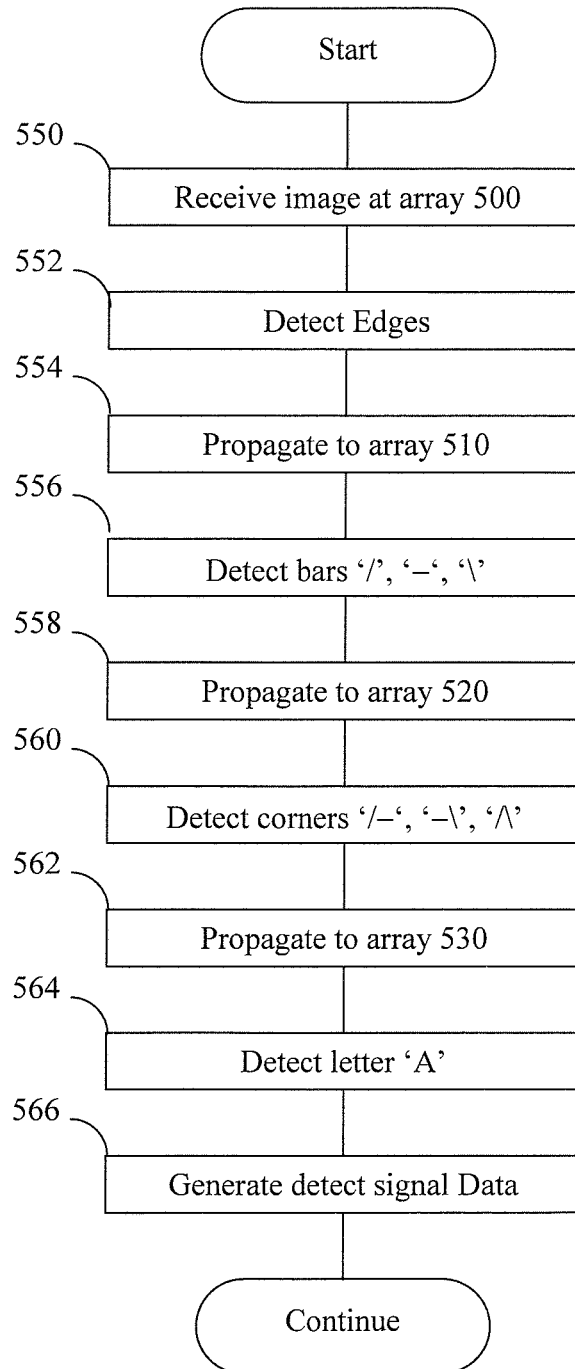 Start
550
Receive image at array 500
552
Detect Edges
554
Propagate to array 510
556
Detect bars ‘/’, ‘–‘, ‘\’
558
Propagate to array 520
560
Detect corners ‘/–‘, ‘–\’, ‘/\’
562
Propagate to array 530
564
Detect letter ‘A’
566
Generate detect signal Data
Continue